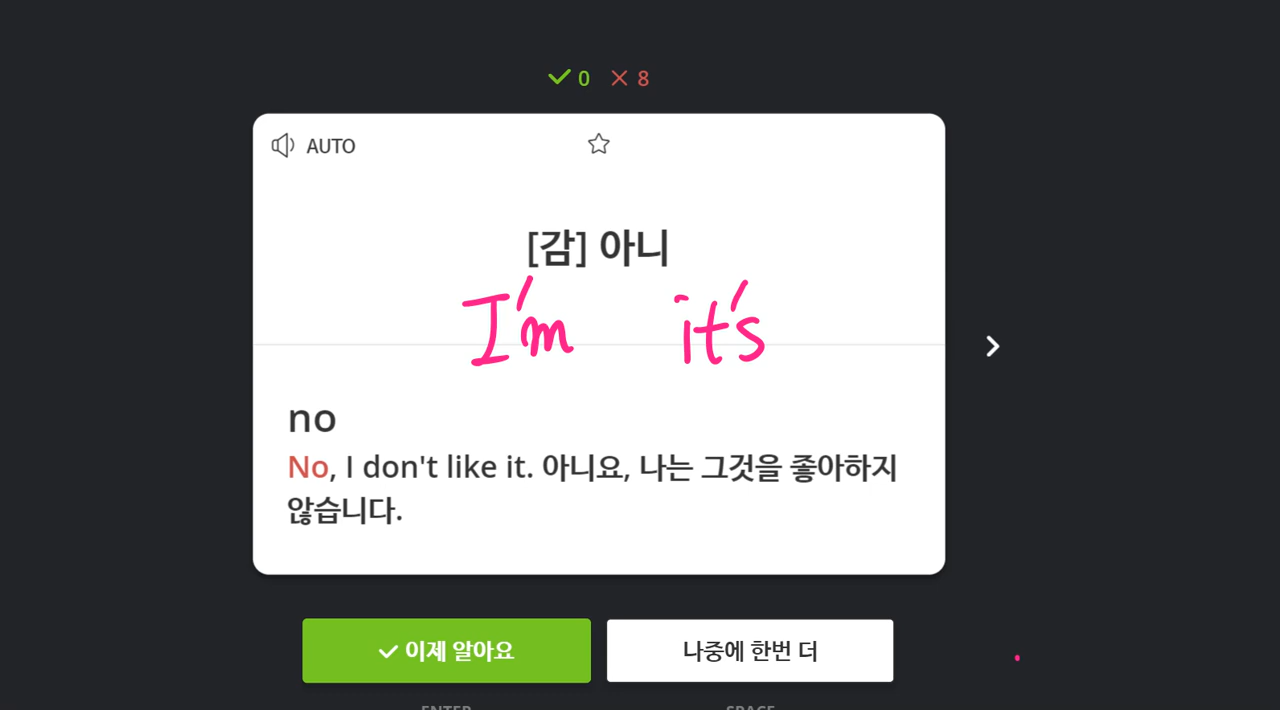 0 8
AUTO
[감] 아니
I'm it's
no
No, I don't like it. 아니요, 나는 그것을 좋아하지
않습니다.
이제 알아요 나중에 한번 더
ENTER SPACE